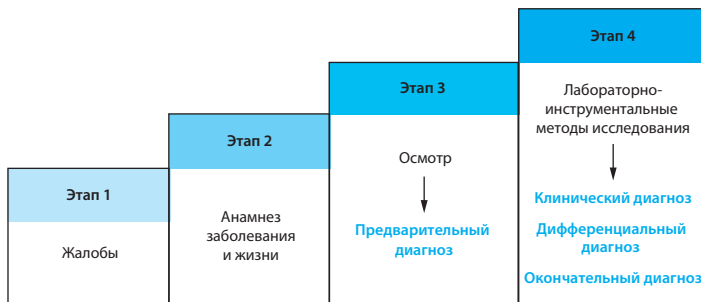 Этап 1
Жалобы
Этап 2
Анамнез
заболевания
и жизни
Этап 3
Осмотр
Предварительный
диагноз
Этап 4
Лабораторно-
инструментальные
методы исследования
Клинический диагноз
Дифференциальный
диагноз
Окончательный диагноз